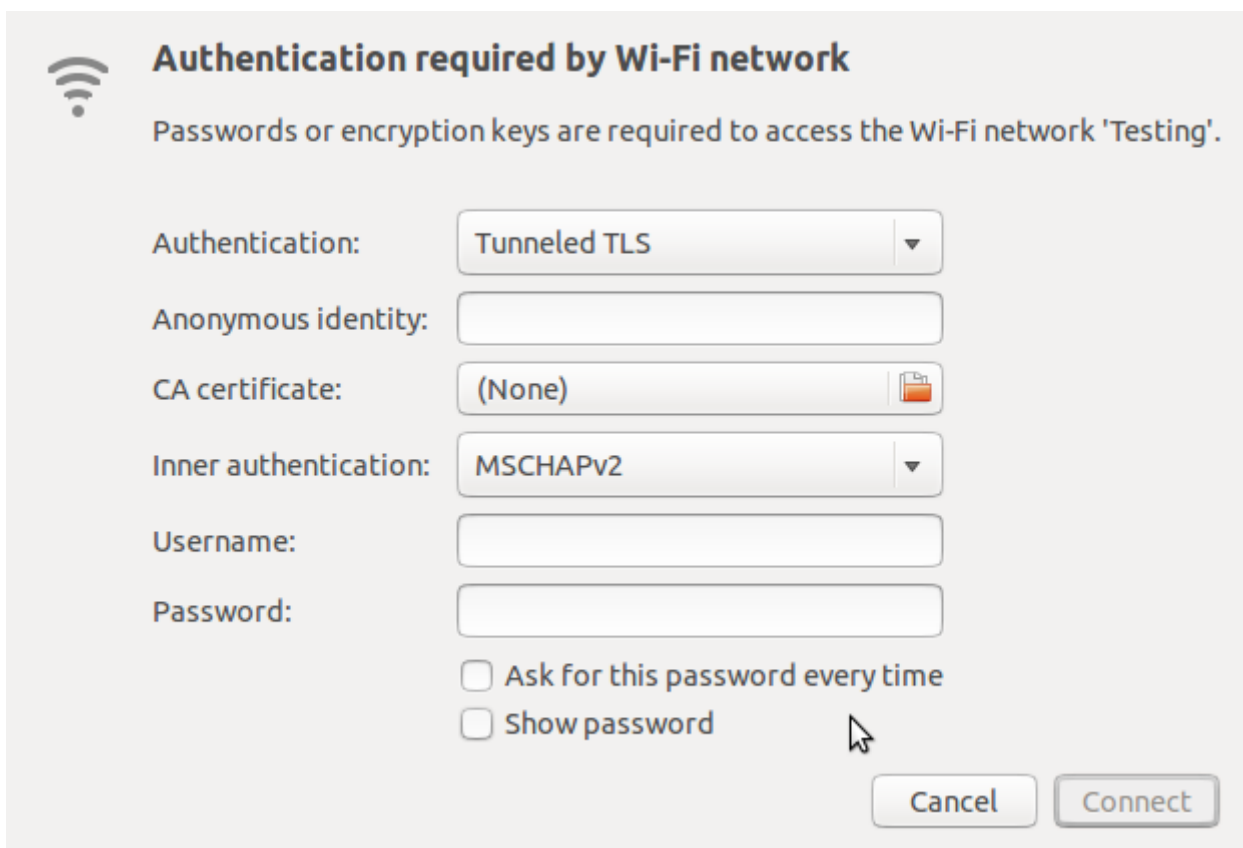 Authentication required by Wi-Fi network
Passwords or encryption keys are required to access the Wi-Fi network 'Testing'.
Authentication: Tunneled TLS
Anonymous identity:
CA certificate: (None)
Inner authentication: MSCHAPv2
Username:
Password:
Ask for this password every time
Show password
Cancel Connect